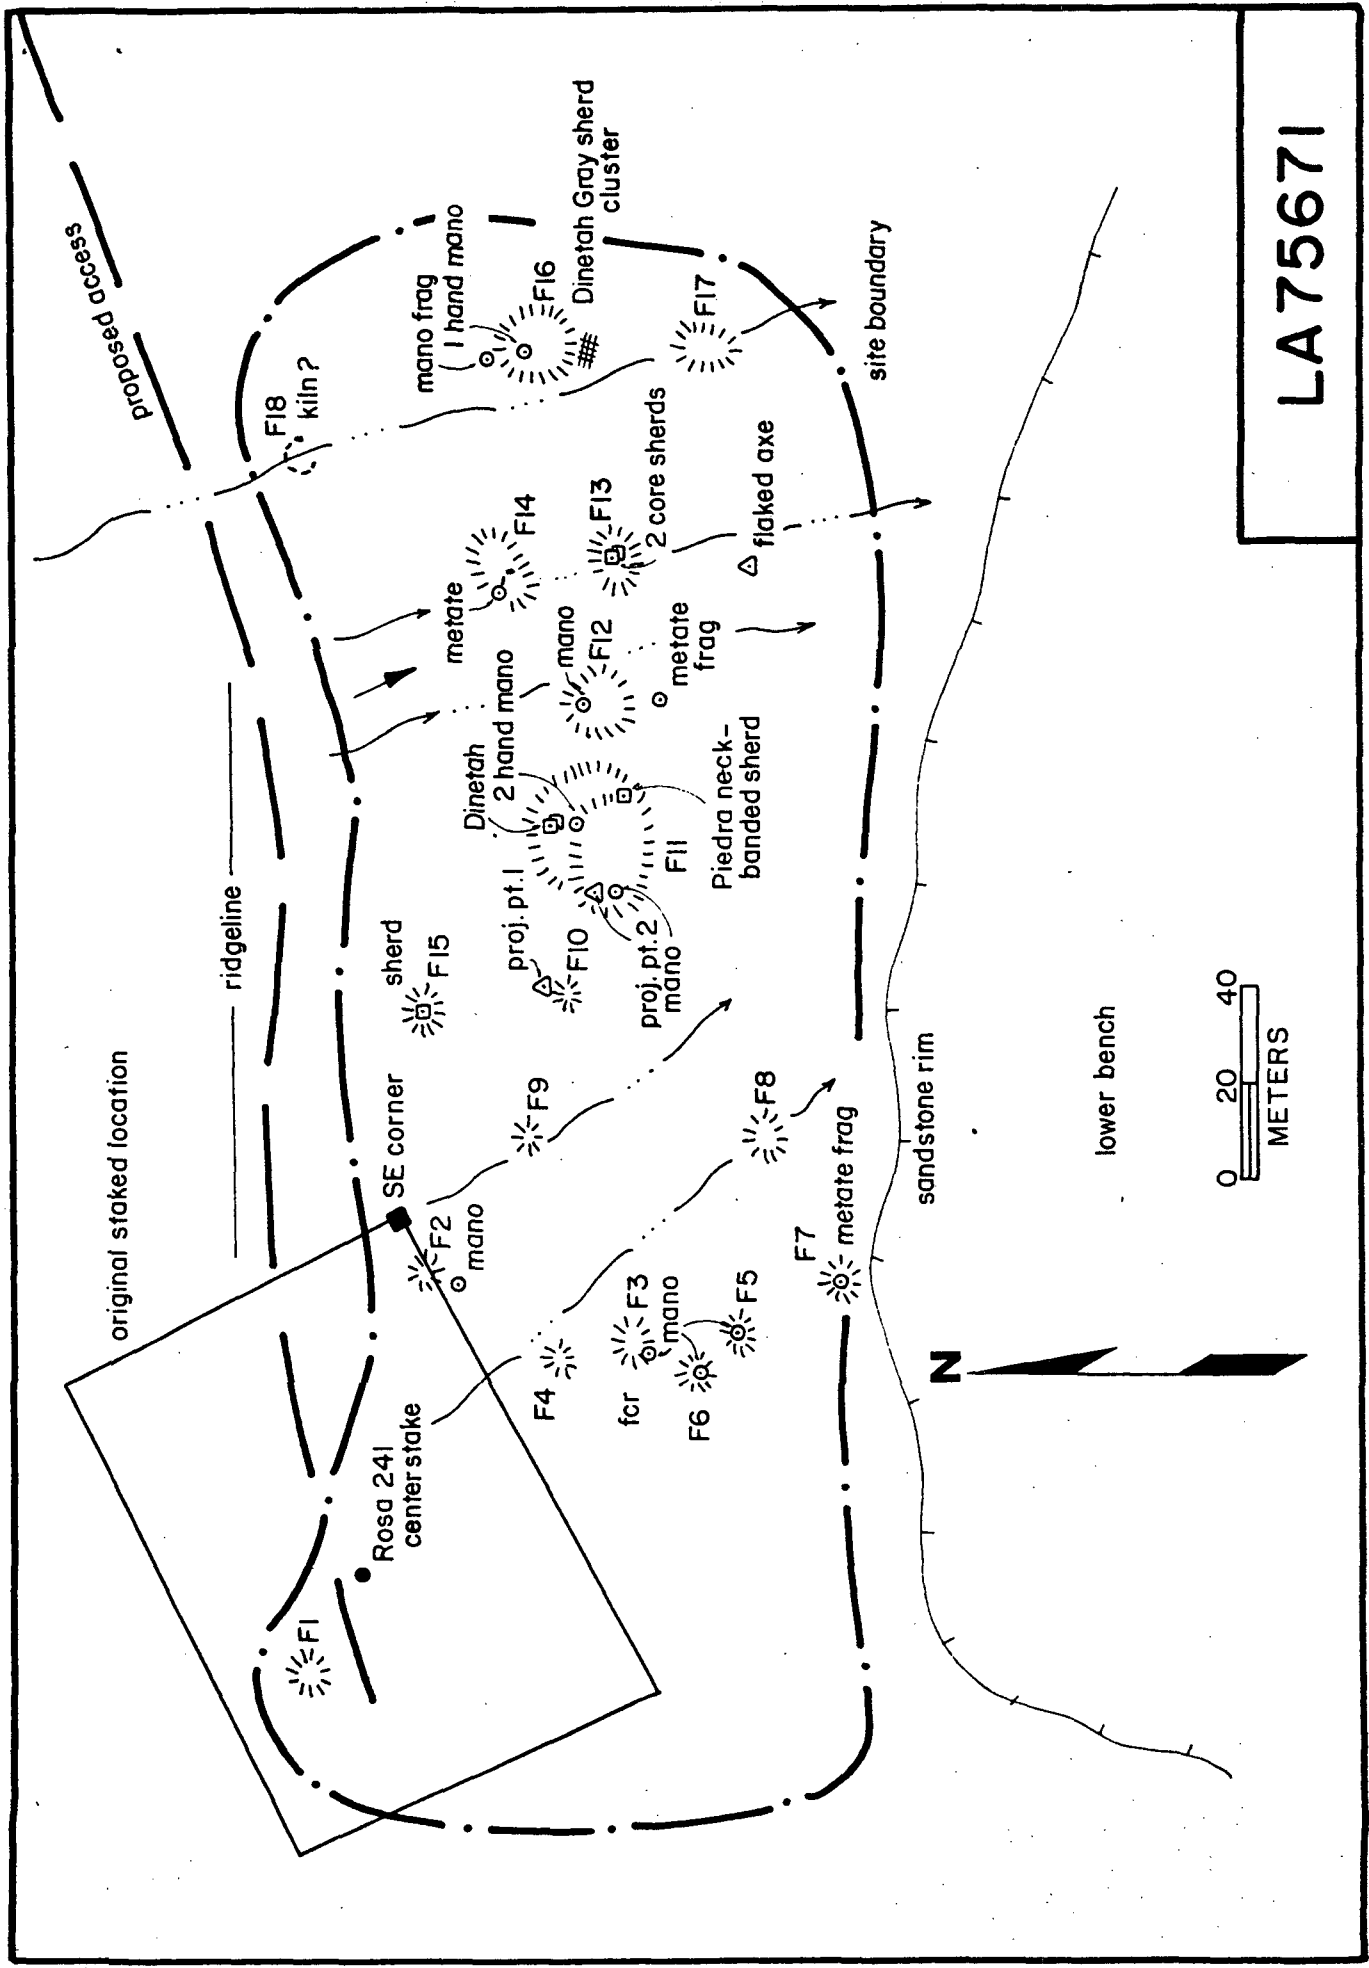 original staked location
ridgeline
proposed access
F1
Rosa 241
center stake
SE corner
F2
mano
F15
sherd
F18
kiln?
mano frag
1 hand mano
F16
Dinetah Gray sherd
cluster
F17
site boundary
F14
metate
F13
2 core sherds
flaked axe
mano
F12
metate
frag
Dinetah
2 hand mano
Piedra neck-
banded sherd
F11
proj. pt. 1
F10
proj. pt. 2
mano
F9
F8
F4
fcr
F3
mano
F6
F5
F7
metate frag
sandstone rim
lower bench
N
0 20 40
METERS
LA75671